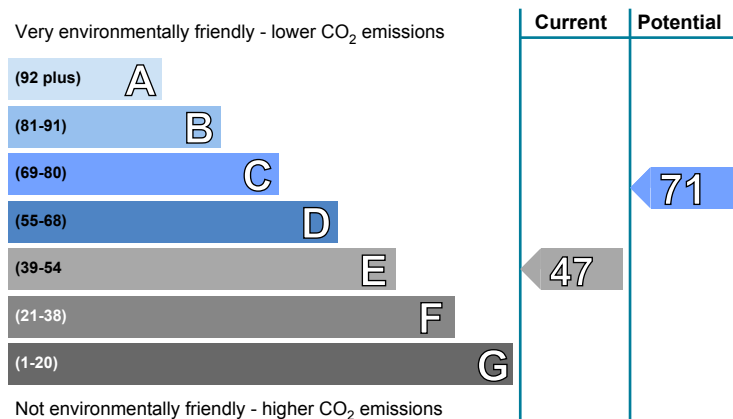 Current Potential
Very environmentally friendly - lower CO2 emissions
(92 plus) A
(81-91) B
(69-80) C
71
(55-68) D
(39-54 E
47
(21-38) F
(1-20) G
Not environmentally friendly - higher CO2 emissions